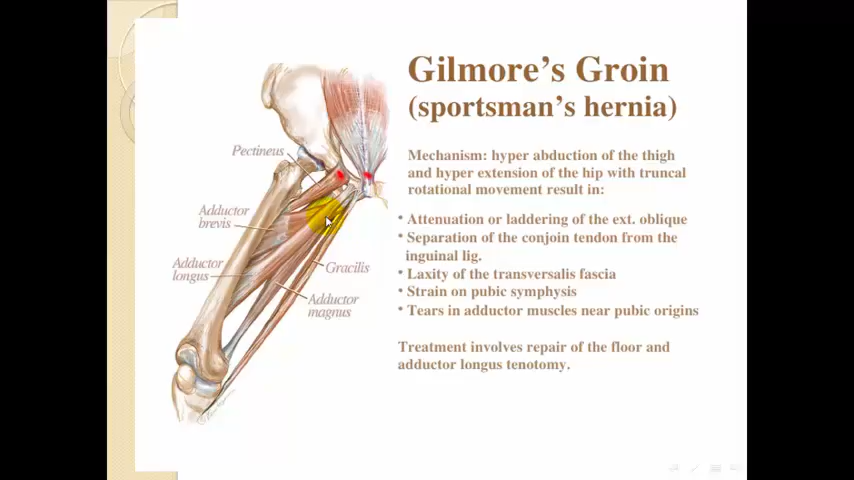 Gilmore's Groin
(sportsman's hernia)
Pectineus
Mechanism: hyper abduction of the thigh
and hyper extension of the hip with truncal
rotational movement result in:
Adductor
brevis
• Attenuation or laddering of the ext. oblique
• Separation of the conjoin tendon from the
inguinal lig.
Adductor
longus
Gracilis
• Laxity of the transversalis fascia
• Strain on pubic symphysis
Adductor
magnus
• Tears in adductor muscles near pubic origins
Treatment involves repair of the floor and
adductor longus tenotomy.